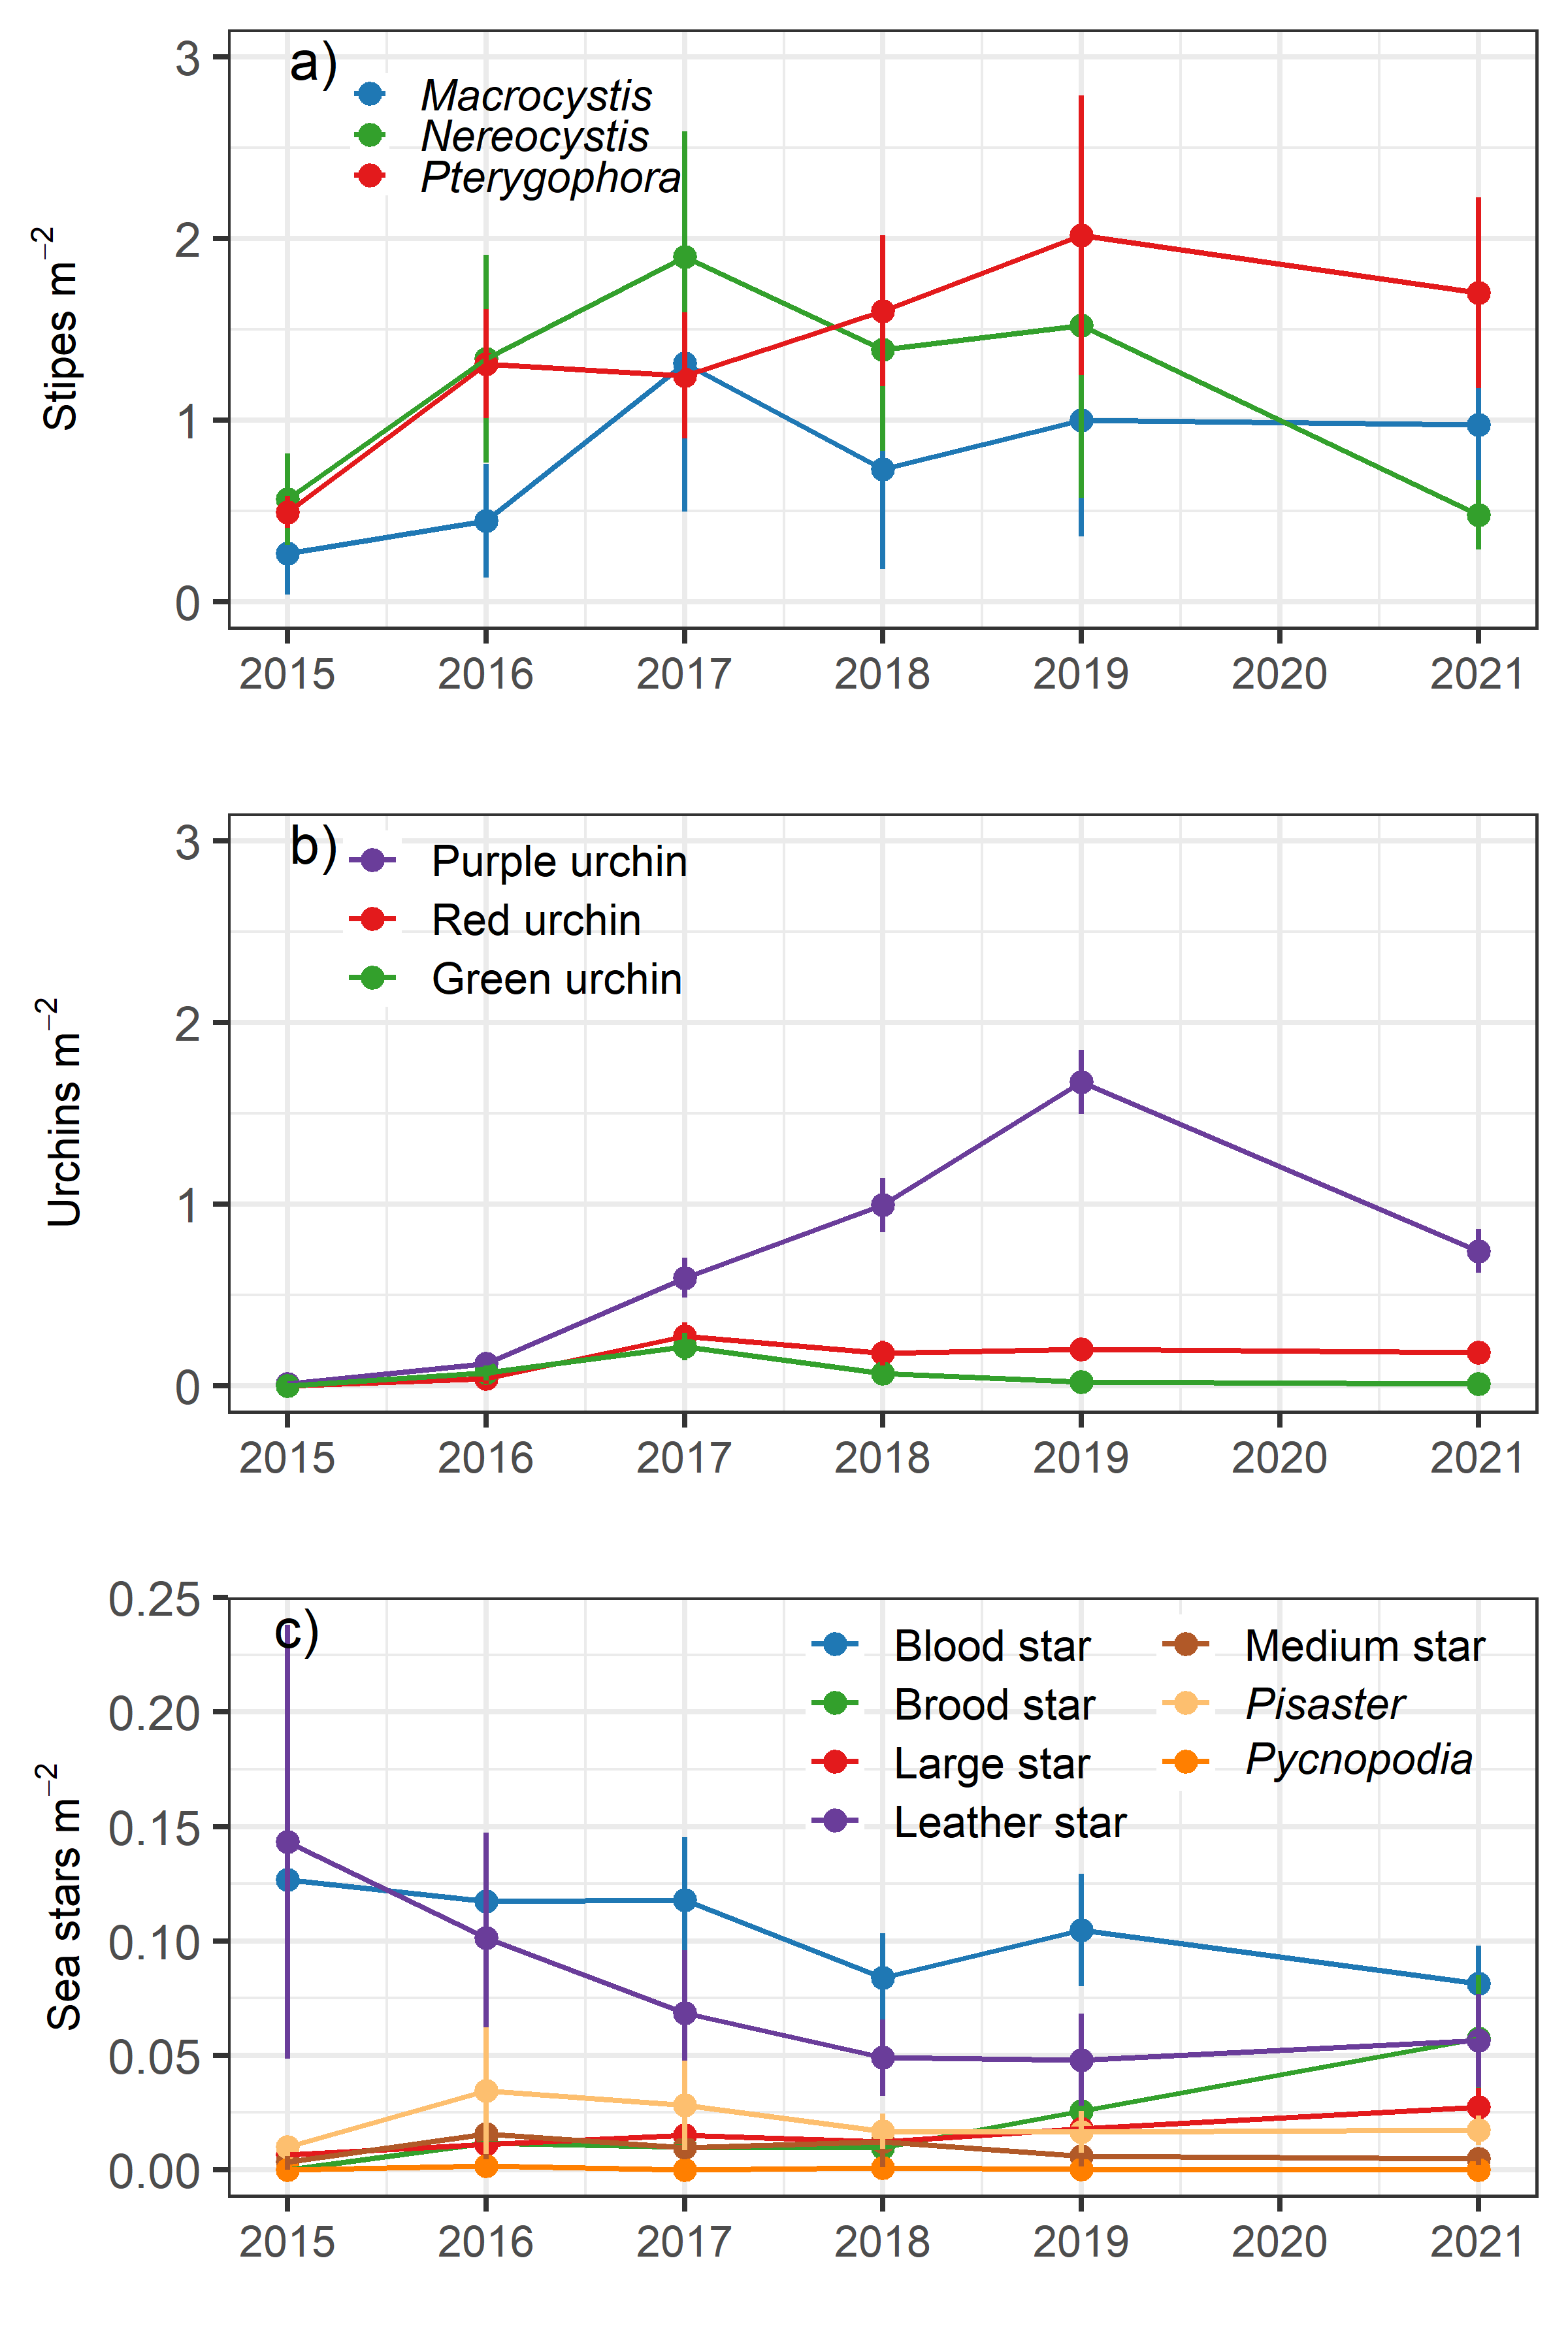 a)
Macrocystis
Nereocystis
Pterygophora
3
2
1
0
Stipes m−2
2015 2016 2017 2018 2019 2020 2021
b)
Purple urchin
Red urchin
Green urchin
3
2
1
0
Urchins m−2
2015 2016 2017 2018 2019 2020 2021
c)
Blood star
Brood star
Large star
Leather star
Medium star
Pisaster
Pycnopodia
0.25
0.20
0.15
0.10
0.05
0.00
Sea stars m−2
2015 2016 2017 2018 2019 2020 2021